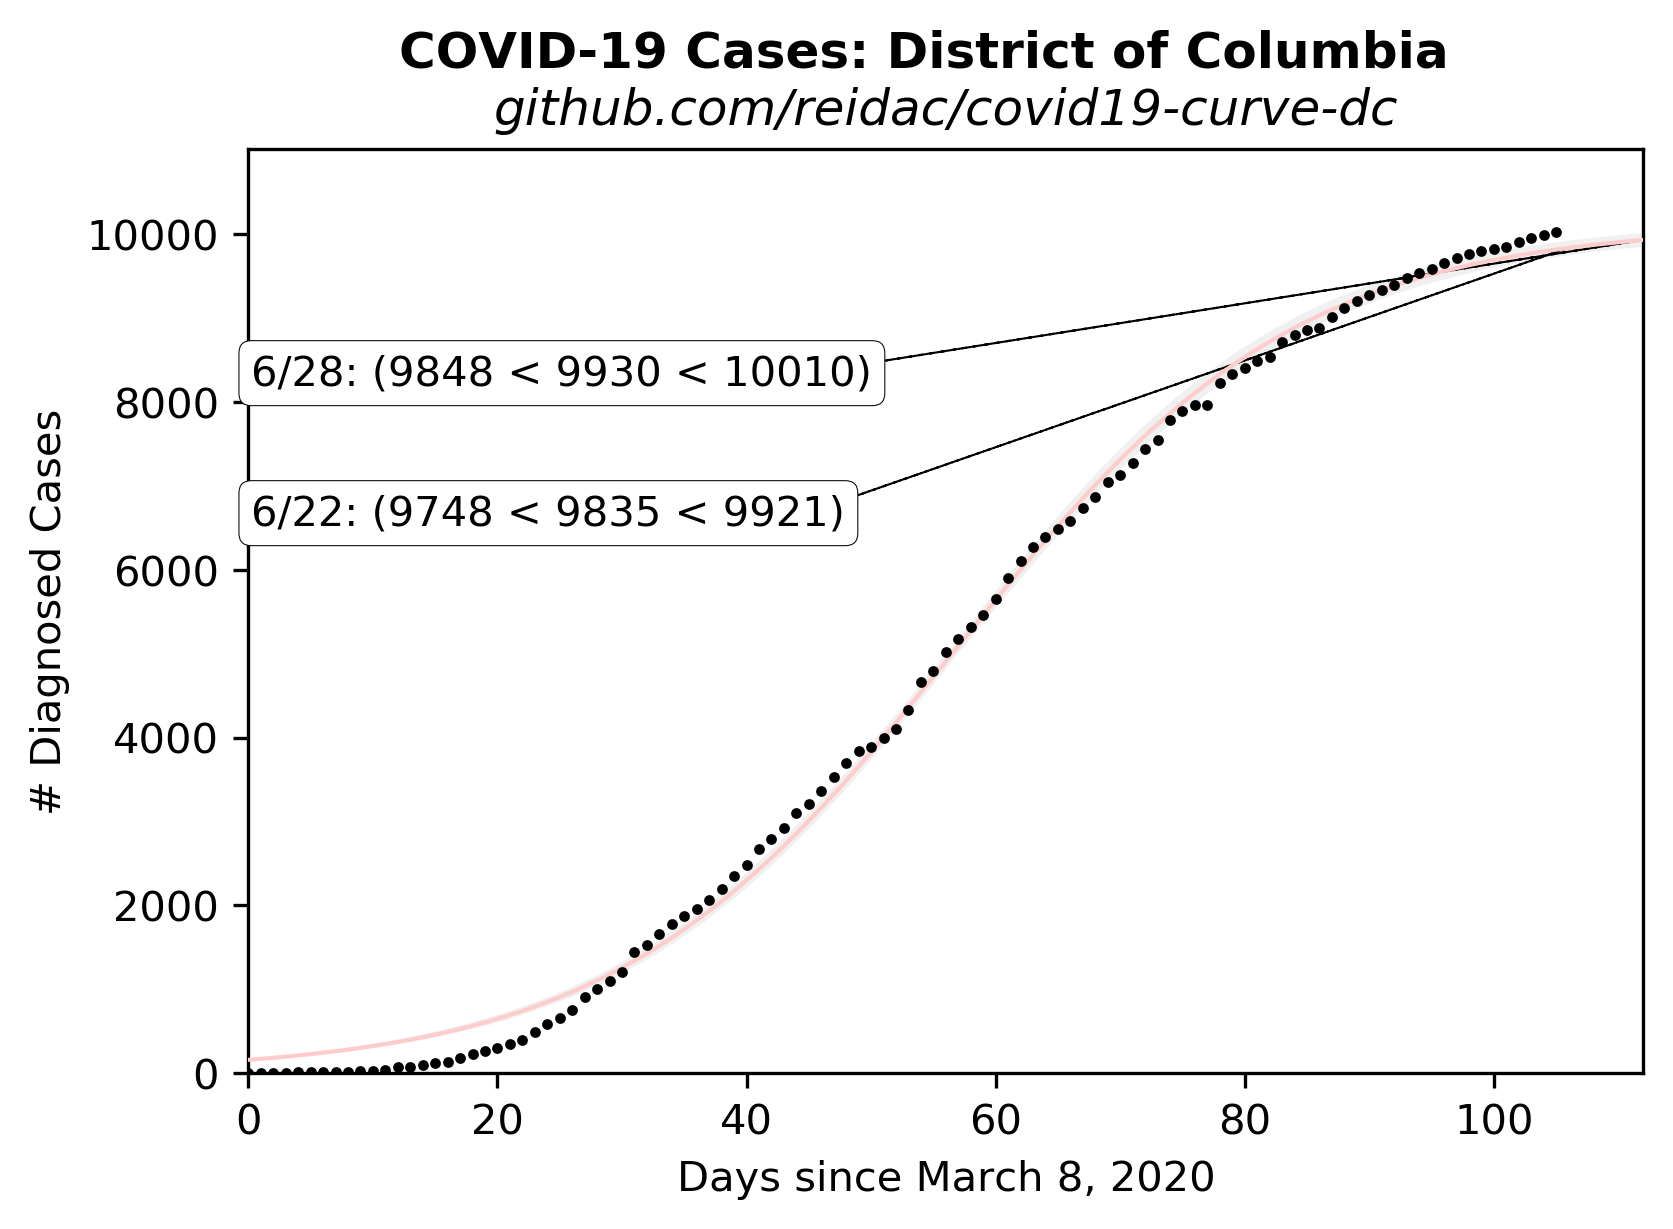 COVID-19 Cases: District of Columbia
github.com/reidac/covid19-curve-dc
# Diagnosed Cases
10000
8000
6000
4000
2000
0
6/28: (9848 < 9930 < 10010)
6/22: (9748 < 9835 < 9921)
0 20 40 60 80 100
Days since March 8, 2020